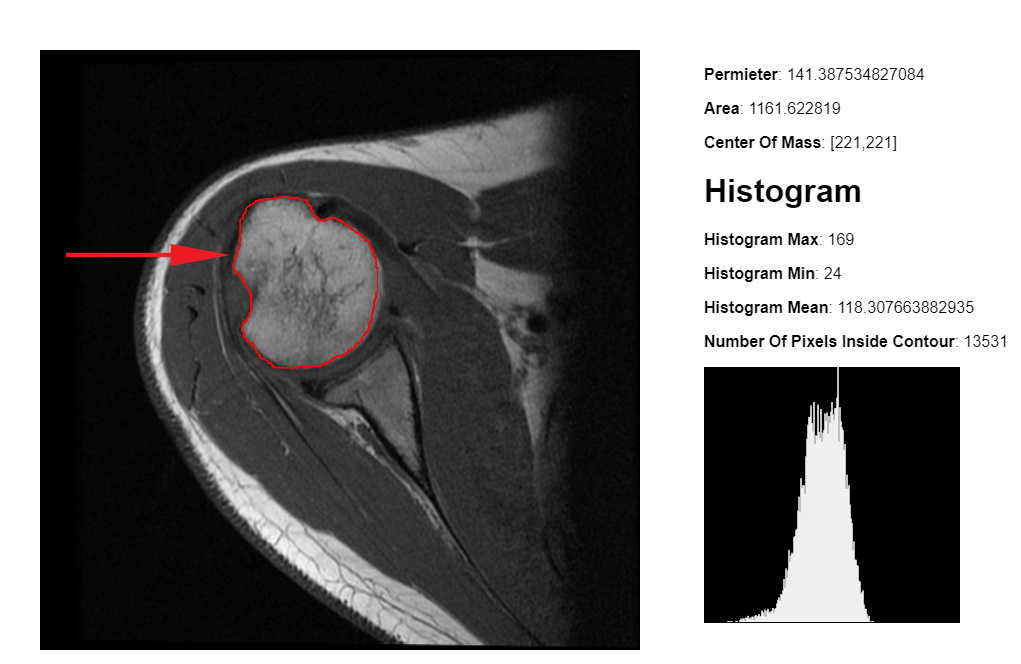 Permieter: 141.387534827084
Area: 1161.622819
Center Of Mass: [221,221]
Histogram
Histogram Max: 169
Histogram Min: 24
Histogram Mean: 118.307663882935
Number Of Pixels Inside Contour: 13531